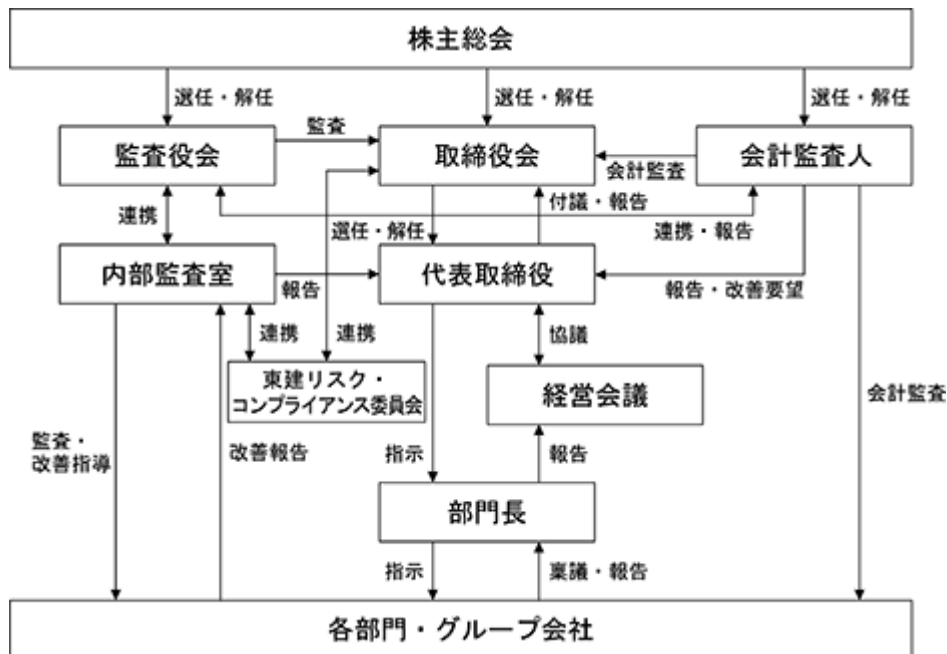 株主総会
選任・解任
選任・解任
選任・解任
監査役会
監査
取締役会
会計監査
会計監査人
連携
選任・解任
付議・報告
連携・報告
内部監査室
報告
代表取締役
報告・改善要望
連携
連携
協議
東建リスク・
コンプライアンス委員会
経営会議
会計監査
監査・
改善指導
改善報告
指示
報告
部門長
指示
稟議・報告
各部門・グループ会社